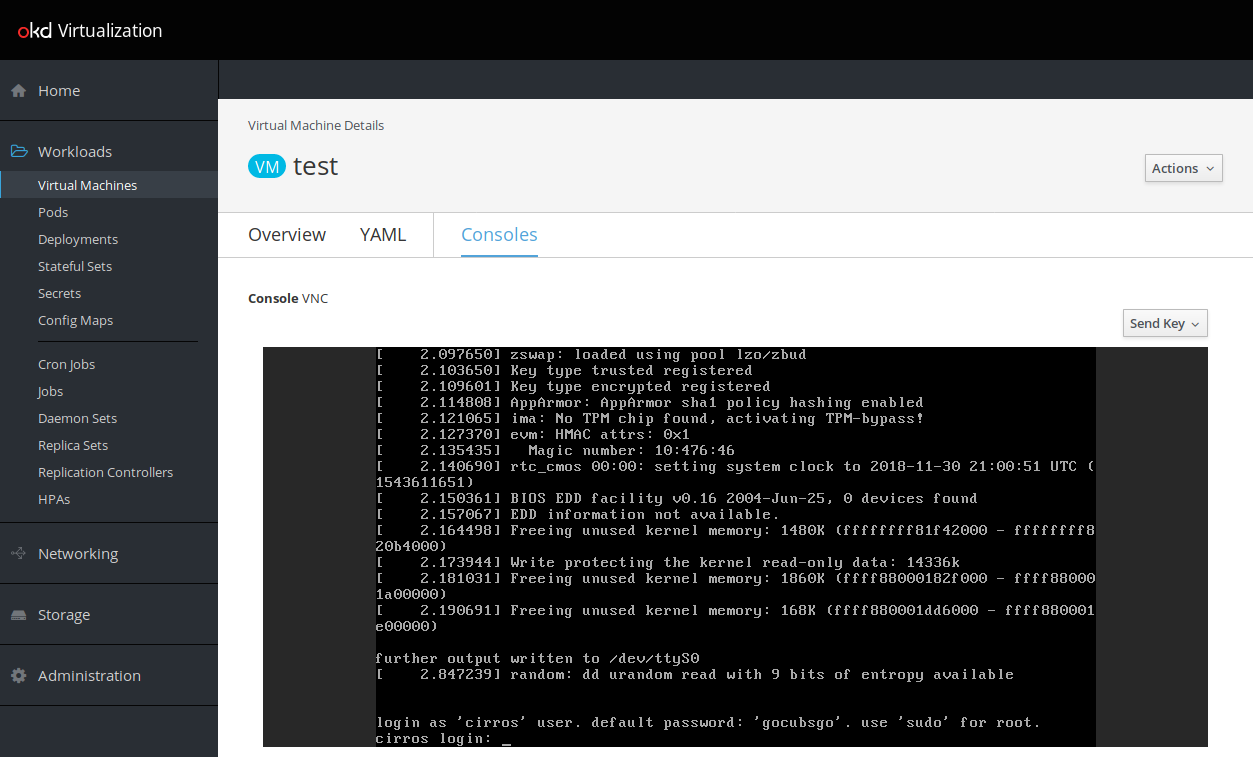 okd Virtualization
Home
Workloads
Virtual Machines
Pods
Deployments
Stateful Sets
Secrets
Config Maps
Cron Jobs
Jobs
Daemon Sets
Replica Sets
Replication Controllers
HPAs
Networking
Storage
Administration
Virtual Machine Details
VM test
Actions
Overview YAML Consoles
Console VNC
Send Key
[    2.097650] zswap: loaded using pool lzo/zbud
[    2.103650] Key type trusted registered
[    2.109601] Key type encrypted registered
[    2.114808] AppArmor: AppArmor sha1 policy hashing enabled
[    2.121065] ima: No TPM chip found, activating TPM-bypass!
[    2.127370] evm: HMAC attrs: 0x1
[    2.135435]   Magic number: 10:476:46
[    2.140690] rtc_cmos 00:00: setting system clock to 2018-11-30 21:00:51 UTC (
1543611651)
[    2.150361] BIOS EDD facility v0.16 2004-Jun-25, 0 devices found
[    2.157067] EDD information not available.
[    2.164498] Freeing unused kernel memory: 1480K (ffffffff81f42000 - ffffffff8
20b4000)
[    2.173944] Write protecting the kernel read-only data: 14336k
[    2.181031] Freeing unused kernel memory: 1860K (ffff88000182f000 - ffff88000
1a00000)
[    2.190691] Freeing unused kernel memory: 168K (ffff880001dd6000 - ffff880001
e00000)
further output written to /dev/ttyS0
[    2.847239] random: dd urandom read with 9 bits of entropy available
login as 'cirros' user. default password: 'gocubsgo'. use 'sudo' for root.
cirros login: _